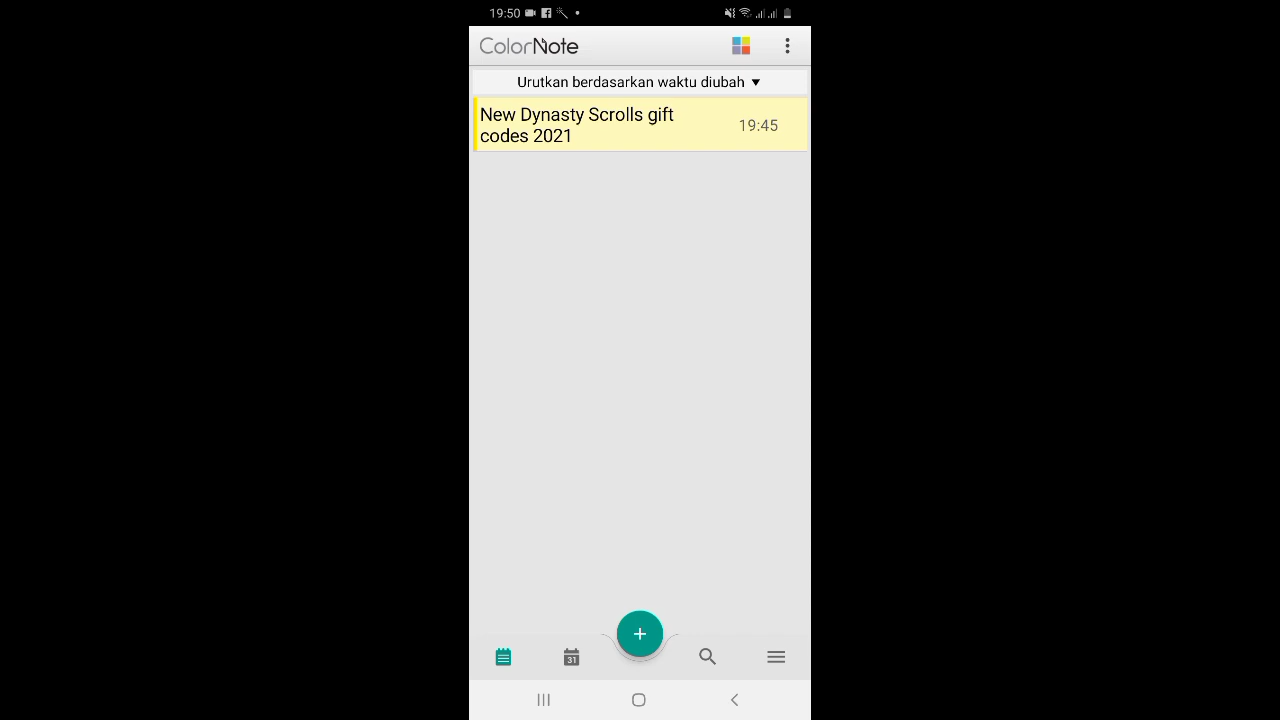 19:50
ColorNote
Urutkan berdasarkan waktu diubah
New Dynasty Scrolls gift
codes 2021
19:45
31